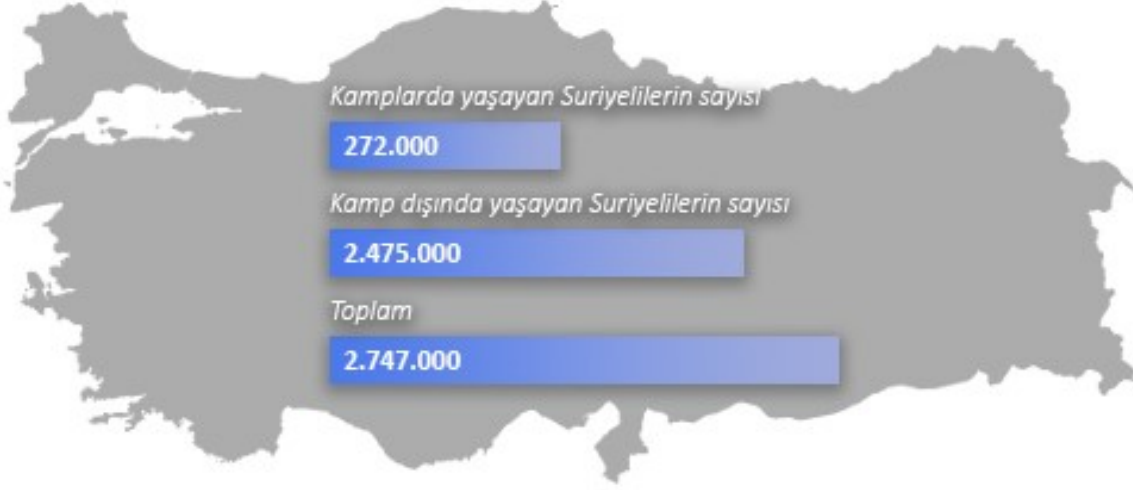 Kamplarda yaşayan Suriyelilerin sayısı
272.000
Kamp dışında yaşayan Suriyelilerin sayısı
2.475.000
Toplam
2.747.000